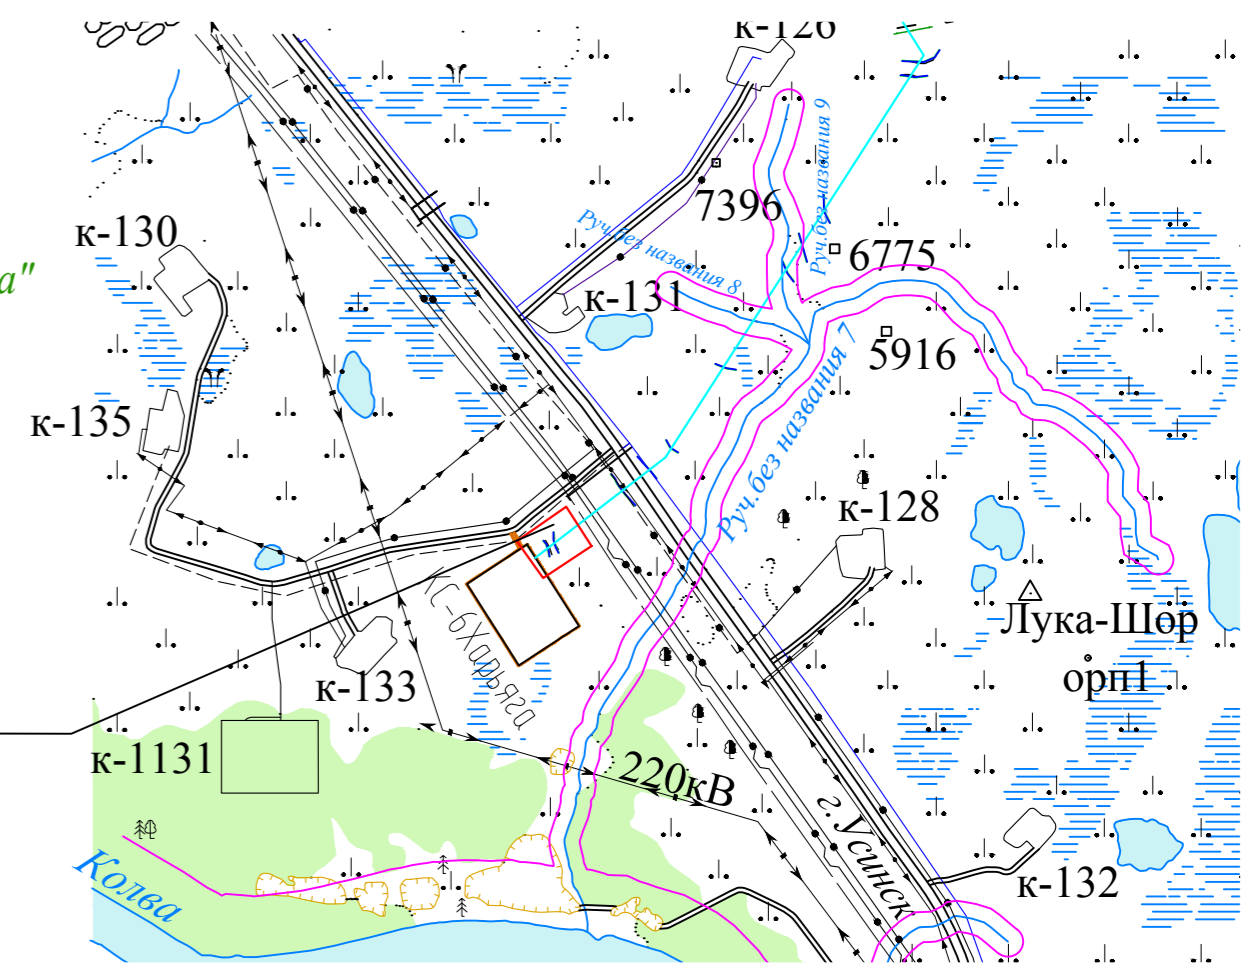 к-126
Руч.без названия 9
7396
Руч.без названия 8
к-130
6775
а"
к-131
5916
Руч.без названия 7
к-135
к-128
КС-6Харьяга
Лука-Шор
орп1
к-133
к-1131
220кВ
г.Усинск
Колва
к-132